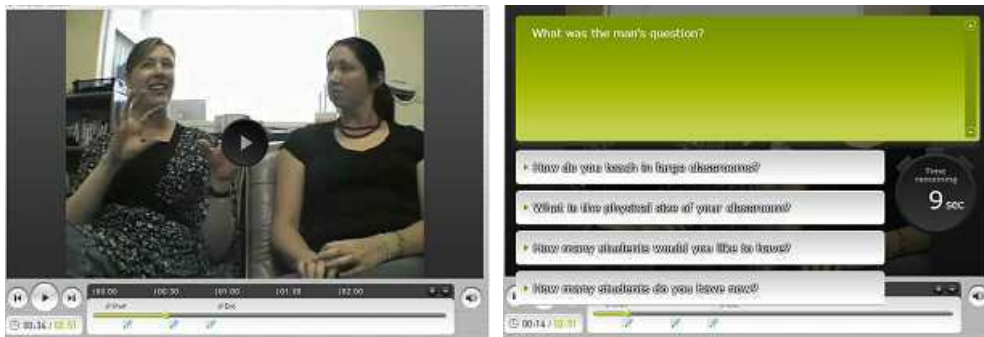 00:00 00:30 01:00 01:30 02:00
00:36 / 02:51
What was the man's question?
How do you teach in large classrooms?
What is the physical size of your classroom?
How many students would you like to have?
How many students do you have now?
Time
remaining
9 sec
00:14 / 02:51